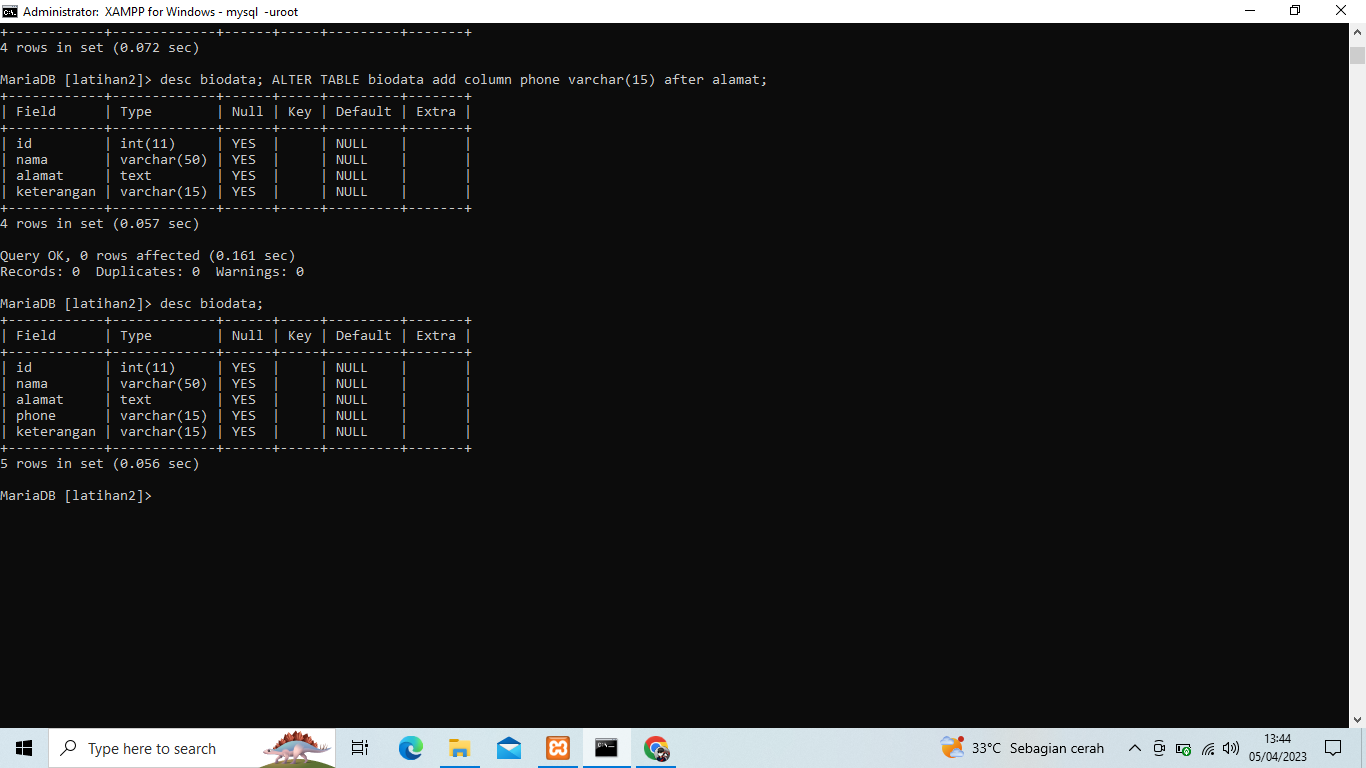 Administrator: XAMPP for Windows - mysql -uroot
+------------+-------------+------+-----+---------+-------+
4 rows in set (0.072 sec)
MariaDB [latihan2]> desc biodata; ALTER TABLE biodata add column phone varchar(15) after alamat;
+------------+-------------+------+-----+---------+-------+
| Field      | Type        | Null | Key | Default | Extra |
+------------+-------------+------+-----+---------+-------+
| id         | int(11)     | YES  |     | NULL    |       |
| nama       | varchar(50) | YES  |     | NULL    |       |
| alamat     | text        | YES  |     | NULL    |       |
| keterangan | varchar(15) | YES  |     | NULL    |       |
+------------+-------------+------+-----+---------+-------+
4 rows in set (0.057 sec)
Query OK, 0 rows affected (0.161 sec)
Records: 0  Duplicates: 0  Warnings: 0
MariaDB [latihan2]> desc biodata;
+------------+-------------+------+-----+---------+-------+
| Field      | Type        | Null | Key | Default | Extra |
+------------+-------------+------+-----+---------+-------+
| id         | int(11)     | YES  |     | NULL    |       |
| nama       | varchar(50) | YES  |     | NULL    |       |
| alamat     | text        | YES  |     | NULL    |       |
| phone      | varchar(15) | YES  |     | NULL    |       |
| keterangan | varchar(15) | YES  |     | NULL    |       |
+------------+-------------+------+-----+---------+-------+
5 rows in set (0.056 sec)
MariaDB [latihan2]>
Type here to search
33°C Sebagian cerah
13:44
05/04/2023